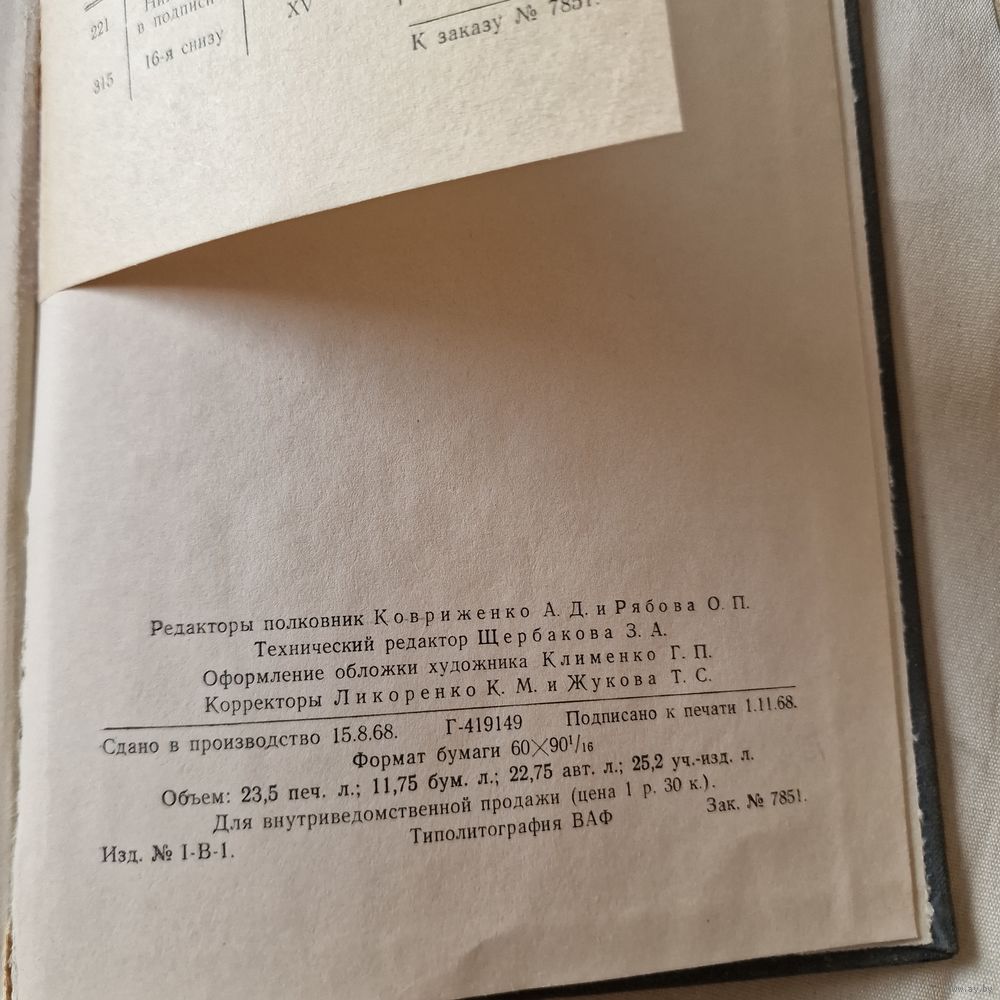 221
в подписи
XV
315
16-я снизу
К заказу № 7851.
Редакторы полковник Ковриженко А. Д. и Рябова О. П.
Технический редактор Щербакова З. А.
Оформление обложки художника Клименко Г. П.
Корректоры Ликоренко К. М. и Жукова Т. С.
Сдано в производство 15.8.68. Г-419149 Подписано к печати 1.11.68.
Формат бумаги 60×90¹/₁₆
Объем: 23,5 печ. л.; 11,75 бум. л.; 22,75 авт. л.; 25,2 уч.-изд. л.
Для внутриведомственной продажи (цена 1 р. 30 к.).
Изд. № I-В-1. Типолитография ВАФ Зак. № 7851.